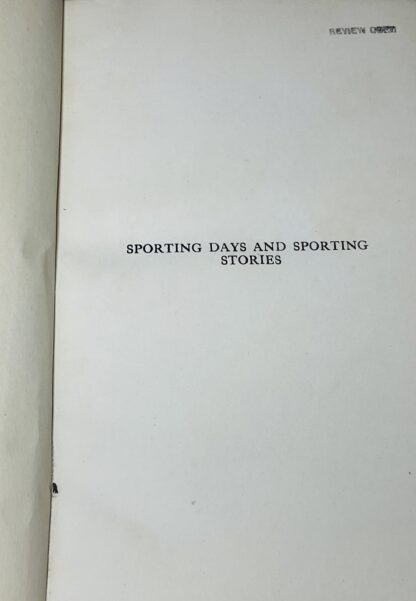 REVIEW COPY
SPORTING DAYS AND SPORTING
STORIES